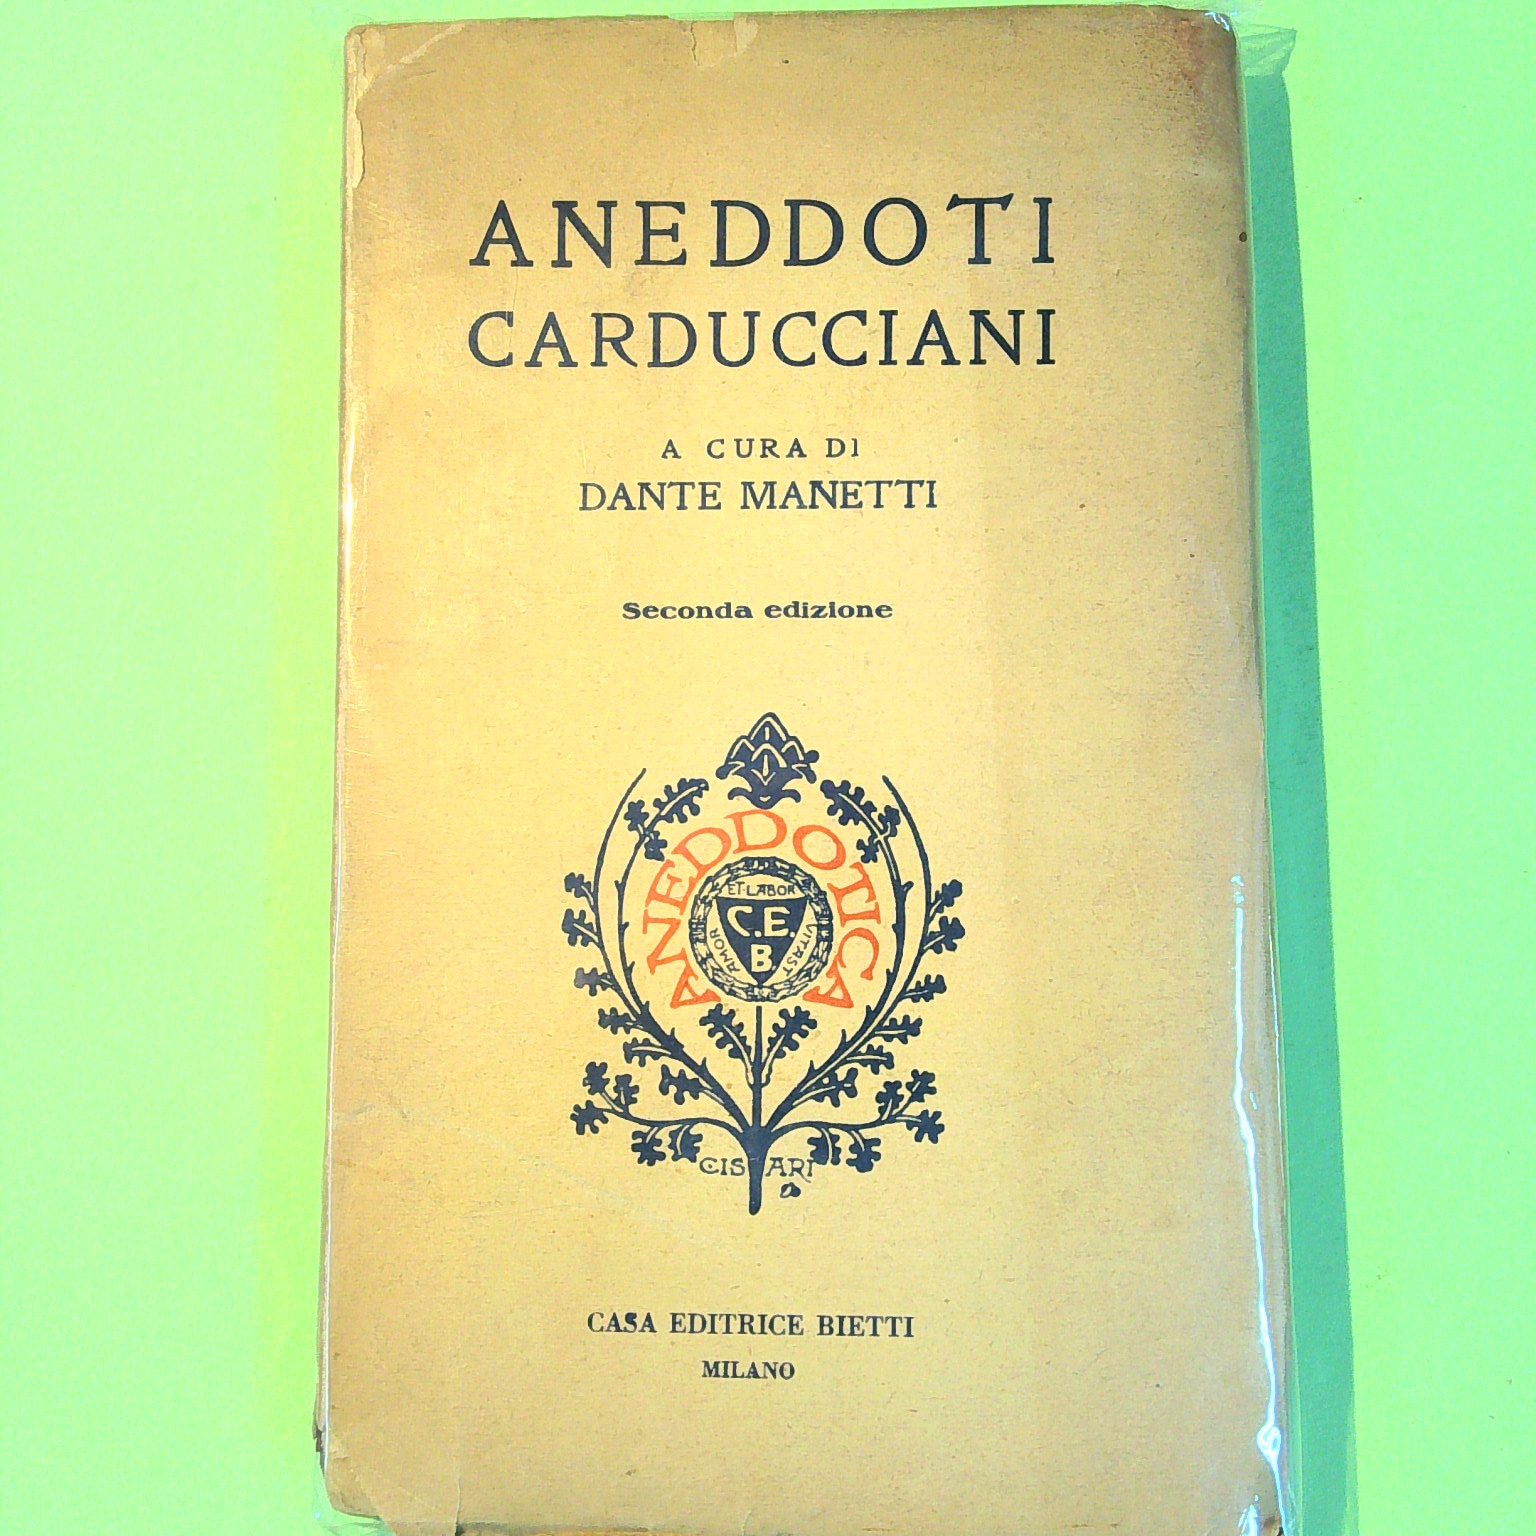 ANEDDOTI
CARDUCCIANI
A CURA DI
DANTE MANETTI
Seconda edizione
ANEDDOTICA
ET·LABOR
AMOR
VITAST
C.E.
B.
CISARI
CASA EDITRICE BIETTI
MILANO